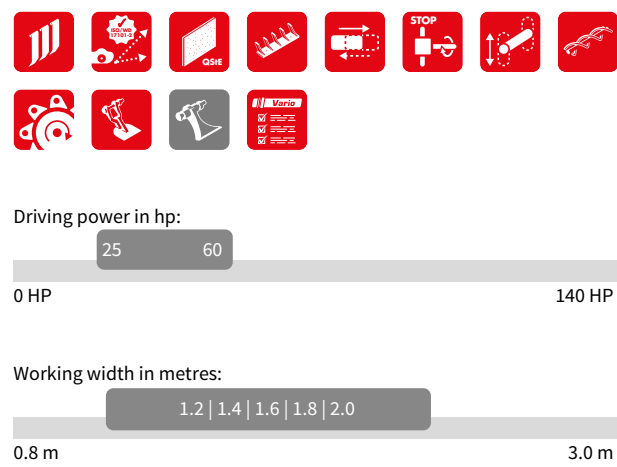 ISO/WD
17101-2
QStE
STOP
Vario
Driving power in hp:
25 60
0 HP 140 HP
Working width in metres:
1.2 | 1.4 | 1.6 | 1.8 | 2.0
0.8 m 3.0 m